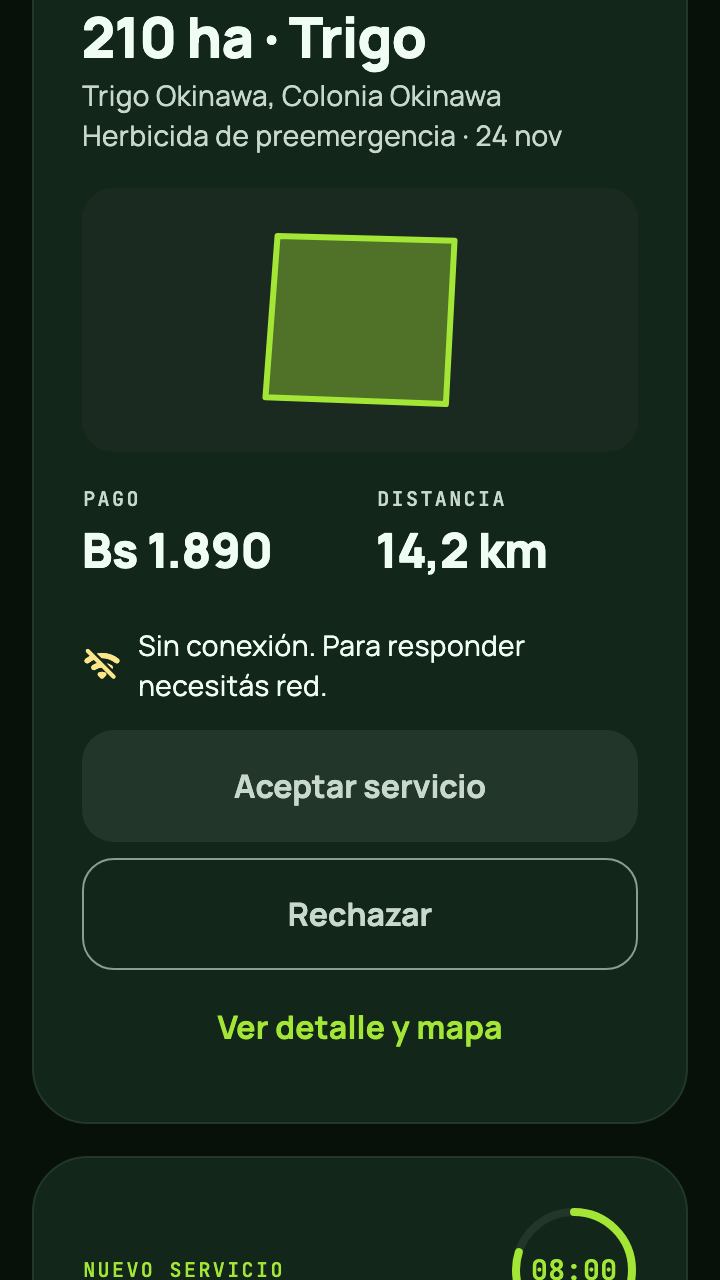 210 ha · Trigo
Trigo Okinawa, Colonia Okinawa
Herbicida de preemergencia · 24 nov
PAGO
DISTANCIA
Bs 1.890
14,2 km
Sin conexión. Para responder
necesitás red.
Aceptar servicio
Rechazar
Ver detalle y mapa
NUEVO SERVICIO
08:00